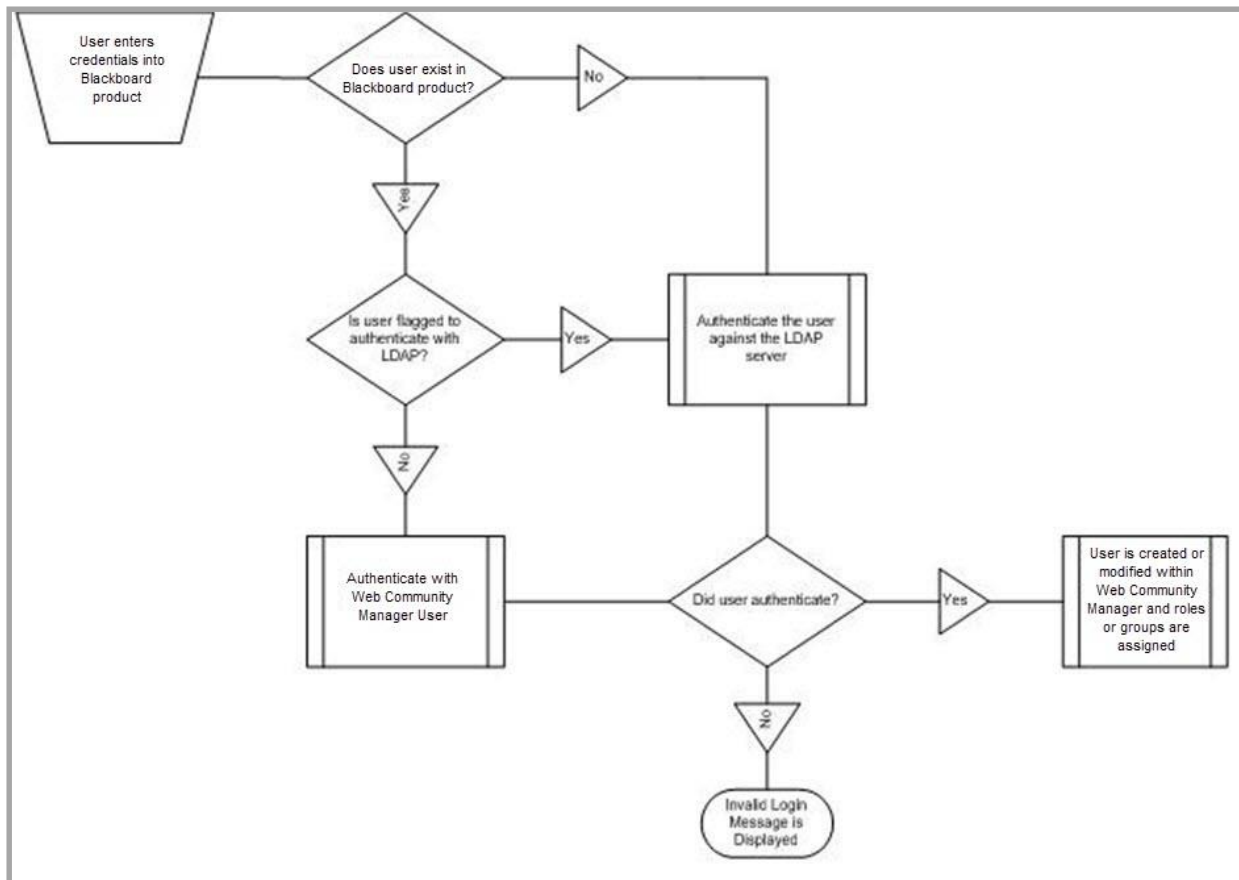 User enters
credentials into
Blackboard
product
Does user exist in
Blackboard product?
No
Yes
Is user flagged to
authenticate with
LDAP?
Yes
Authenticate the user
against the LDAP
server
No
Authenticate with
Web Community
Manager User
Did user authenticate?
Yes
User is created or
modified within
Web Community
Manager and roles
or groups are
assigned
No
Invalid Login
Message is
Displayed